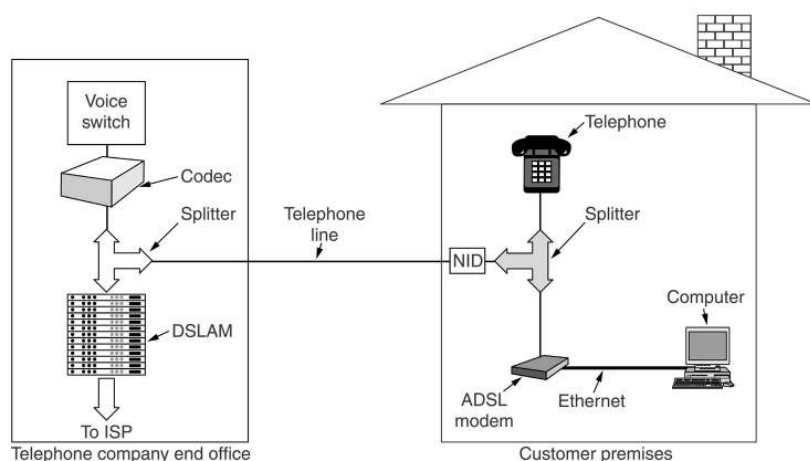 Voice
switch
Codec
Splitter
Telephone
line
DSLAM
To ISP
Telephone company end office
Telephone
Splitter
NID
Computer
ADSL
modem
Ethernet
Customer premises